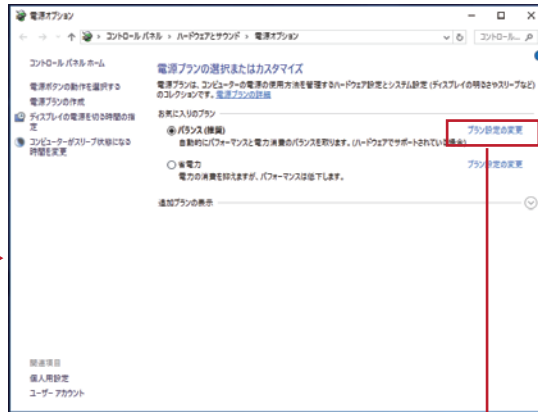 電源オプション
コントロール パネル › ハードウェアとサウンド › 電源オプション
コントロール...
コントロール パネル ホーム
電源ボタンの動作を選択する
電源プランの作成
ディスプレイの電源を切る時間の指
定
コンピューターがスリープ状態になる
時間を変更
電源プランの選択またはカスタマイズ
電源プランは、コンピューターの電源の使用方法を管理するハードウェア設定とシステム設定 (ディスプレイの明るさやスリープなど)
のコレクションです。電源プランの詳細
お気に入りのプラン
バランス (推奨)
プラン設定の変更
自動的にパフォーマンスと電力消費のバランスを取ります。(ハードウェアでサポートされている場合)
省電力
プラン設定の変更
電力の消費を抑えますが、パフォーマンスは低下します。
追加プランの表示
関連項目
個人用設定
ユーザー アカウント